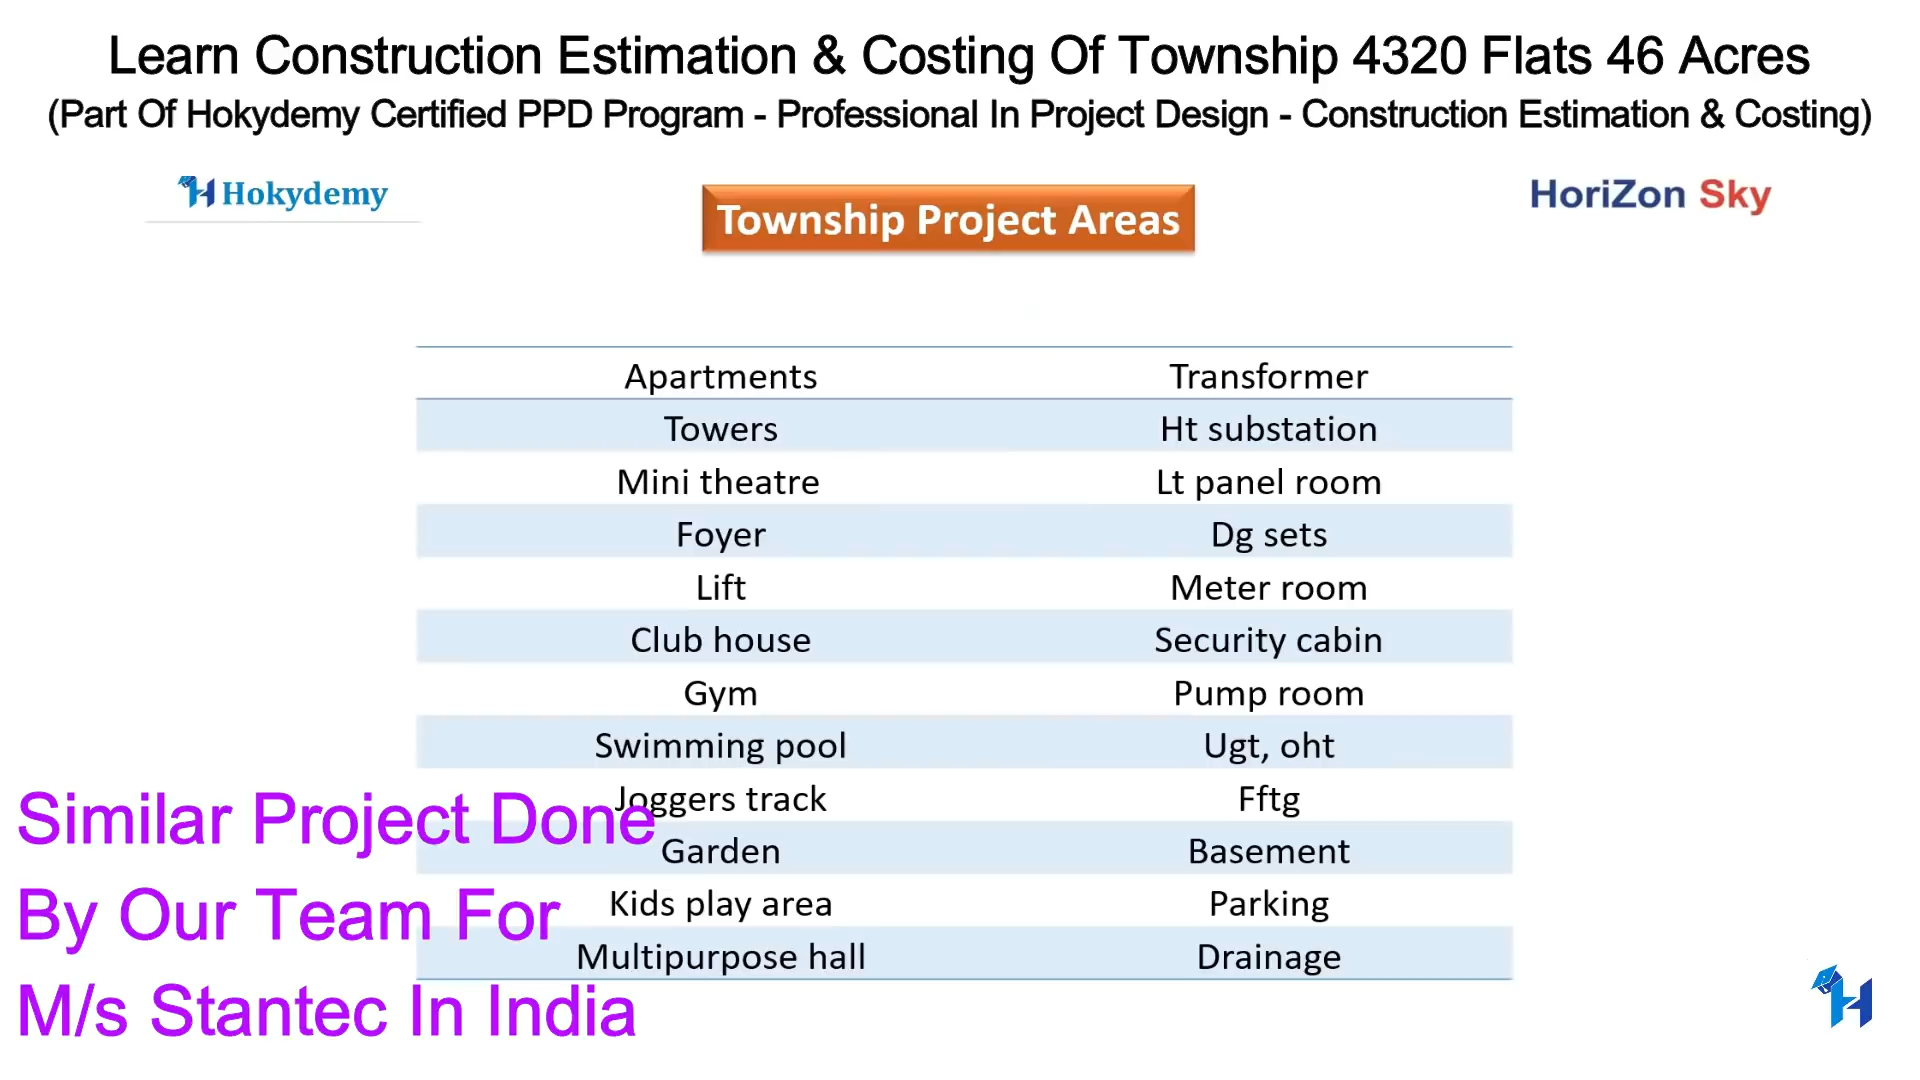 Learn Construction Estimation & Costing Of Township 4320 Flats 46 Acres
(Part Of Hokydemy Certified PPD Program - Professional In Project Design - Construction Estimation & Costing)
Hokydemy
HoriZon Sky
Township Project Areas
Apartments Transformer
Towers Ht substation
Mini theatre Lt panel room
Foyer Dg sets
Lift Meter room
Club house Security cabin
Gym Pump room
Swimming pool Ugt, oht
Joggers track Fftg
Garden Basement
Kids play area Parking
Multipurpose hall Drainage
Similar Project Done
By Our Team For
M/s Stantec In India